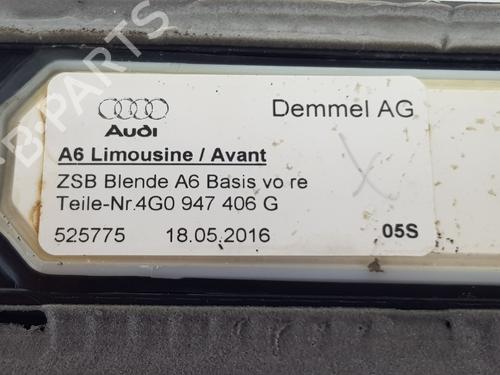 Demmel AG
Audi
A6 Limousine / Avant
ZSB Blende A6 Basis vo re
Teile-Nr.4G0 947 406 G
525775 18.05.2016 05S
B-PARTS